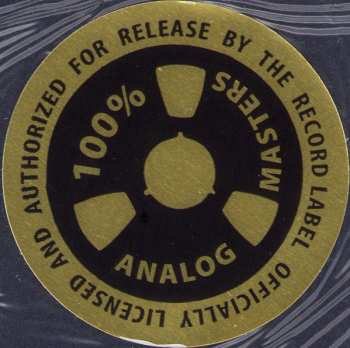 OFFICIALLY LICENSED AND AUTHORIZED FOR RELEASE BY THE RECORD LABEL
100%
ANALOG
MASTERS